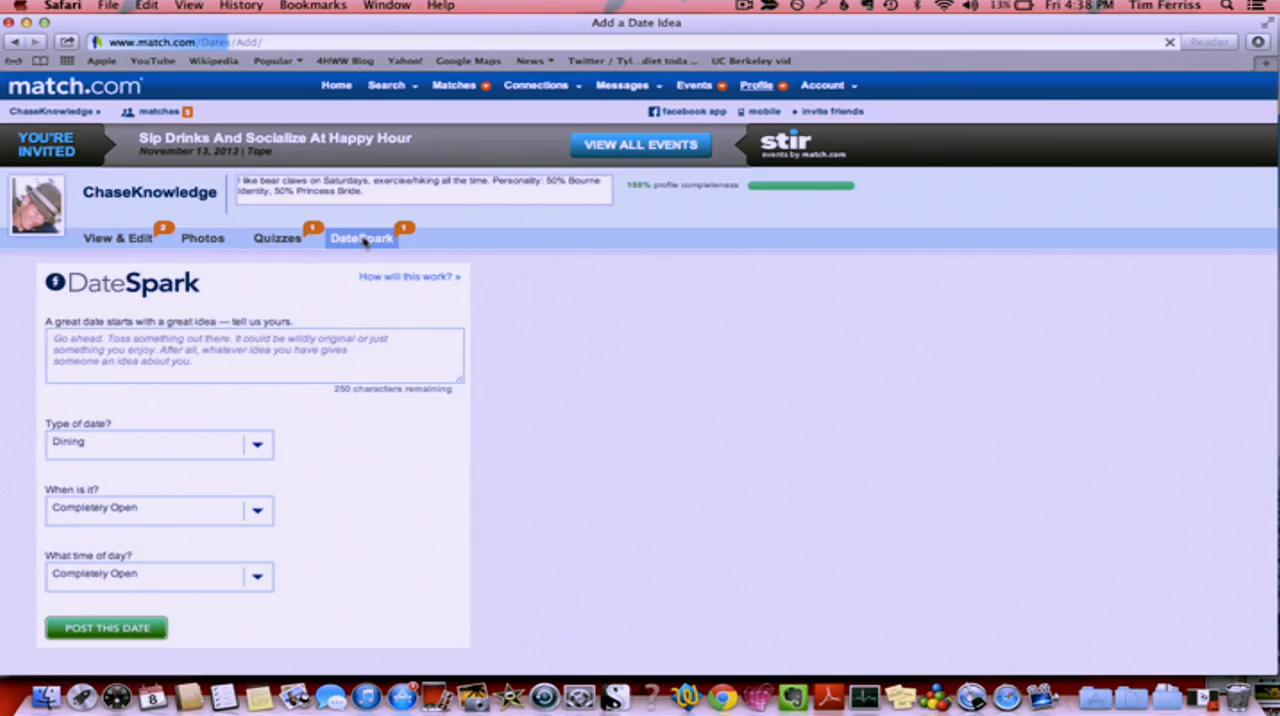 Safari File Edit View History Bookmarks Window Help 13% Fri 4:38 PM Tim Ferriss
Add a Date Idea
www.match.com/Dates/Add/ Reader
Apple YouTube Wikipedia Popular 4HWW Blog Yahoo! Google Maps News Twitter / Tyl...diet toda ... UC Berkeley vid
match.com Home Search Matches Connections Messages Events Profile Account
ChaseKnowledge » matches 3 facebook app mobile • invite friends
YOU'RE INVITED
Sip Drinks And Socialize At Happy Hour
November 13, 2013 | Tope
VIEW ALL EVENTS
stir
events by match.com
ChaseKnowledge
I like bear claws on Saturdays, exercise/hiking all the time. Personality: 50% Bourne
Identity, 50% Princess Bride.
100% profile completeness
View & Edit 2 Photos Quizzes 1 DateSpark 1
DateSpark How will this work? »
A great date starts with a great idea — tell us yours.
Go ahead. Toss something out there. It could be wildly original or just
something you enjoy. After all, whatever idea you have gives
someone an idea about you.
250 characters remaining
Type of date?
Dining
When is it?
Completely Open
What time of day?
Completely Open
POST THIS DATE
8